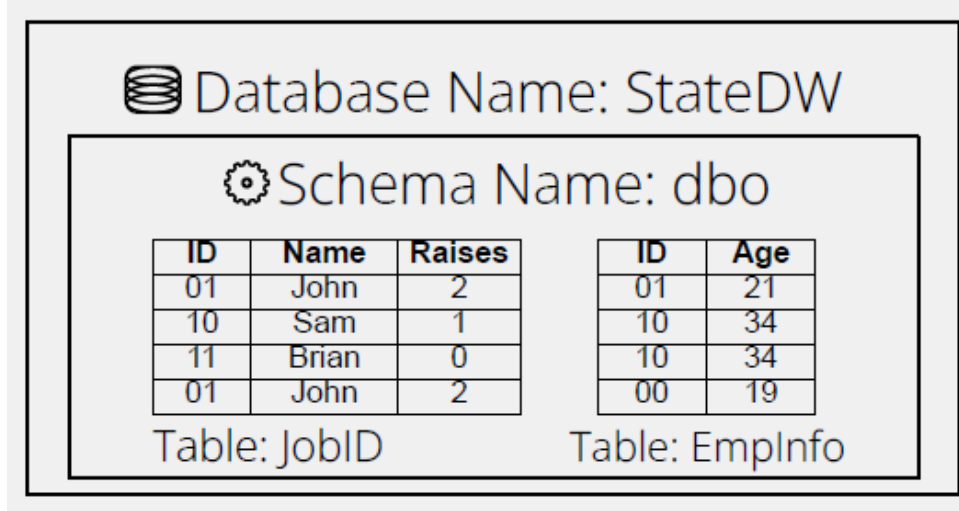 Database Name: StateDW
Schema Name: dbo
ID Name Raises
01 John 2
10 Sam 1
11 Brian 0
01 John 2
Table: JobID
ID Age
01 21
10 34
10 34
00 19
Table: EmpInfo